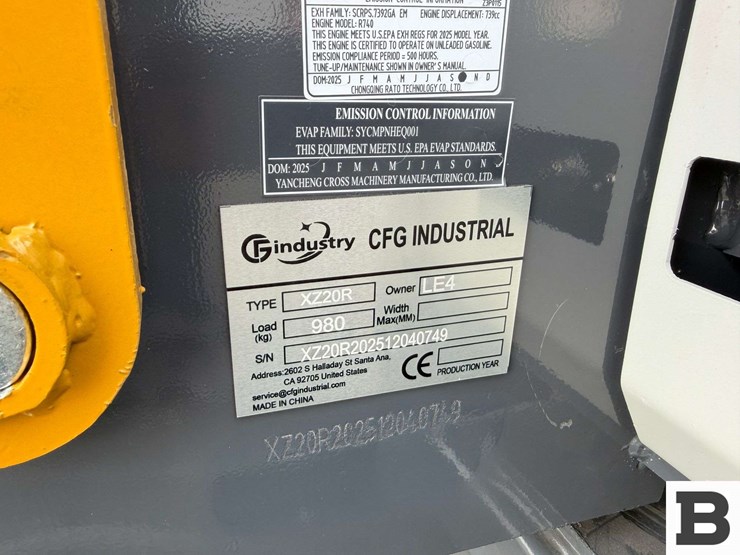 EMISSION CONTROL INFORMATION
EXH FAMILY: SCRPS.7392GA EM ENGINE DISPLACEMENT: 739cc
ENGINE MODEL: R740
THIS ENGINE MEETS U.S.EPA EXH REGS FOR 2025 MODEL YEAR.
THIS ENGINE IS CERTIFIED TO OPERATE ON UNLEADED GASOLINE.
EMISSION COMPLIANCE PERIOD = 500 HOURS.
TUNE-UP/MAINTENANCE SHOWN IN OWNER'S MANUAL.
DOM:2025 J F M A M J J A S N D
CHONGQING RATO TECHNOLOGY CO., LTD.
EMISSION CONTROL INFORMATION
EVAP FAMILY: SYCMPNHEQ001
THIS EQUIPMENT MEETS U.S. EPA EVAP STANDARDS.
DOM: 2025 J F M A M J J A S O N
YANCHENG CROSS MACHINERY MANUFACTURING CO., LTD.
CFindustry CFG INDUSTRIAL
TYPE XZ20R Owner LE4
Load (kg) 980 Width Max(MM)
S/N XZ20R202512040749
Address:2602 S Halladay St Santa Ana,
CA 92705 United States
service@cfgindustrial.com
MADE IN CHINA
CE PRODUCTION YEAR
XZ20R202512040749
B